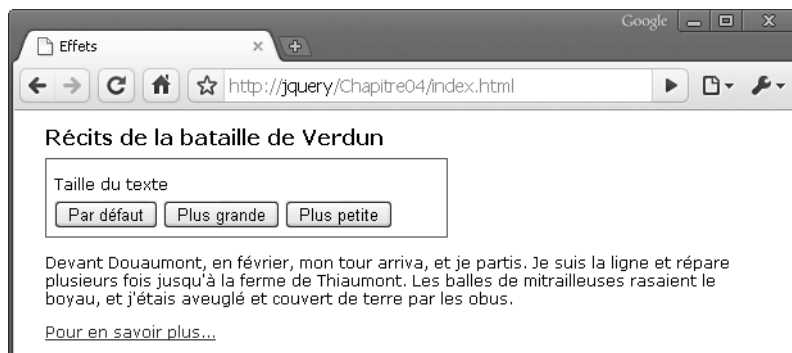 Google
Effets
http://jquery/Chapitre04/index.html
Récits de la bataille de Verdun
Taille du texte
Par défaut Plus grande Plus petite
Devant Douaumont, en février, mon tour arriva, et je partis. Je suis la ligne et répare
plusieurs fois jusqu'à la ferme de Thiaumont. Les balles de mitrailleuses rasaient le
boyau, et j'étais aveuglé et couvert de terre par les obus.
Pour en savoir plus...